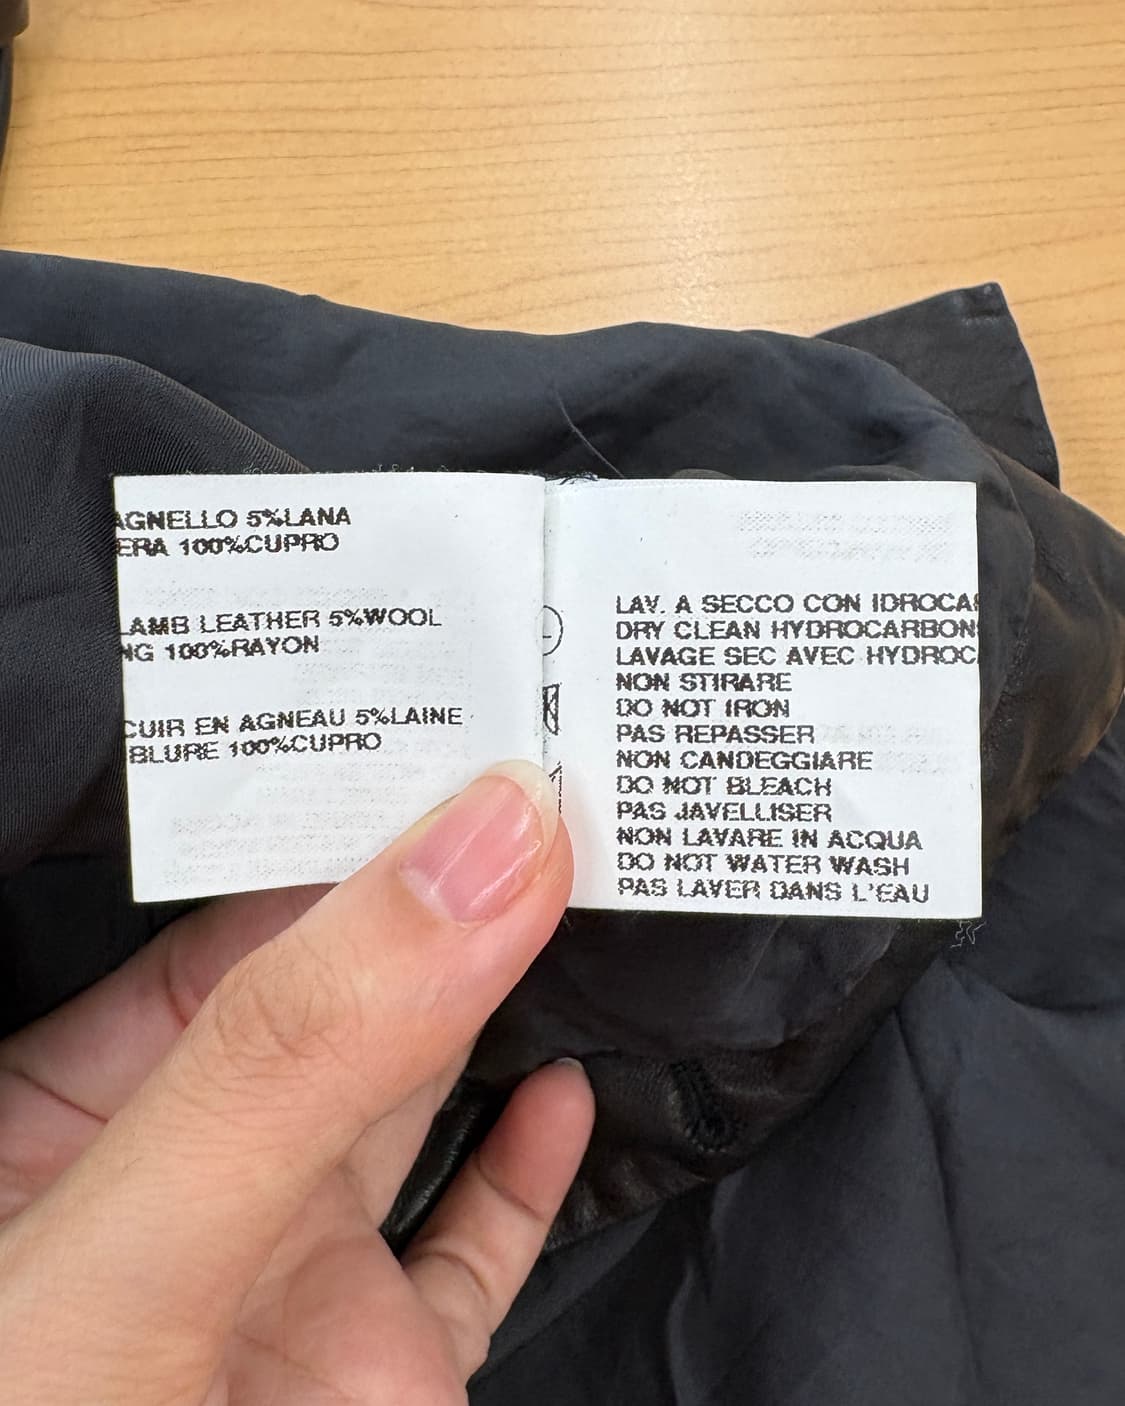 AGNELLO 5%LANA
ERA 100%CUPRO
LAMB LEATHER 5%WOOL
NG 100%RAYON
CUIR EN AGNEAU 5%LAINE
BLURE 100%CUPRO
LAV. A SECCO CON IDROCA
DRY CLEAN HYDROCARBON
LAVAGE SEC AVEC HYDROC
NON STIRARE
DO NOT IRON
PAS REPASSER
NON CANDEGGIARE
DO NOT BLEACH
PAS JAVELLISER
NON LAVARE IN ACQUA
DO NOT WATER WASH
PAS LAVER DANS L'EAU